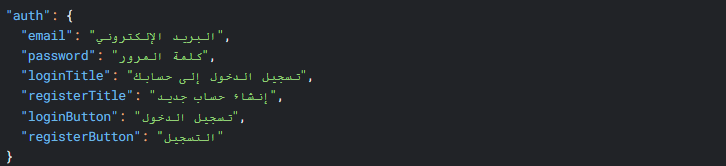 "auth": {
  "email": "البريد الإلكتروني",
  "password": "كلمة المرور",
  "loginTitle": "تسجيل الدخول إلى حسابك",
  "registerTitle": "إنشاء حساب جديد",
  "loginButton": "تسجيل الدخول",
  "registerButton": "التسجيل"
}